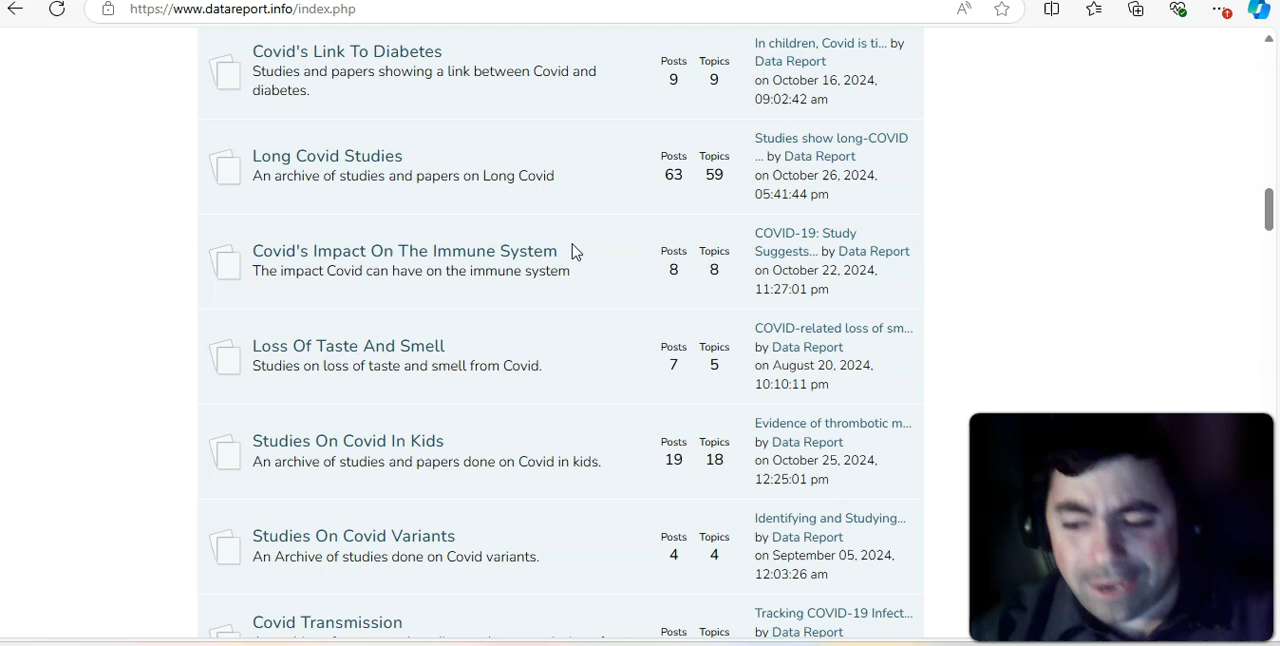 https://www.datareport.info/index.php
Covid's Link To Diabetes
Studies and papers showing a link between Covid and
diabetes.
Posts Topics
9 9
In children, Covid is ti... by
Data Report
on October 16, 2024,
09:02:42 am
Long Covid Studies
An archive of studies and papers on Long Covid
Posts Topics
63 59
Studies show long-COVID
... by Data Report
on October 26, 2024,
05:41:44 pm
Covid's Impact On The Immune System
The impact Covid can have on the immune system
Posts Topics
8 8
COVID-19: Study
Suggests... by Data Report
on October 22, 2024,
11:27:01 pm
Loss Of Taste And Smell
Studies on loss of taste and smell from Covid.
Posts Topics
7 5
COVID-related loss of sm...
by Data Report
on August 20, 2024,
10:10:11 pm
Studies On Covid In Kids
An archive of studies and papers done on Covid in kids.
Posts Topics
19 18
Evidence of thrombotic m...
by Data Report
on October 25, 2024,
12:25:01 pm
Studies On Covid Variants
An Archive of studies done on Covid variants.
Posts Topics
4 4
Identifying and Studying...
by Data Report
on September 05, 2024,
12:03:26 am
Covid Transmission
Posts Topics
Tracking COVID-19 Infect...
by Data Report